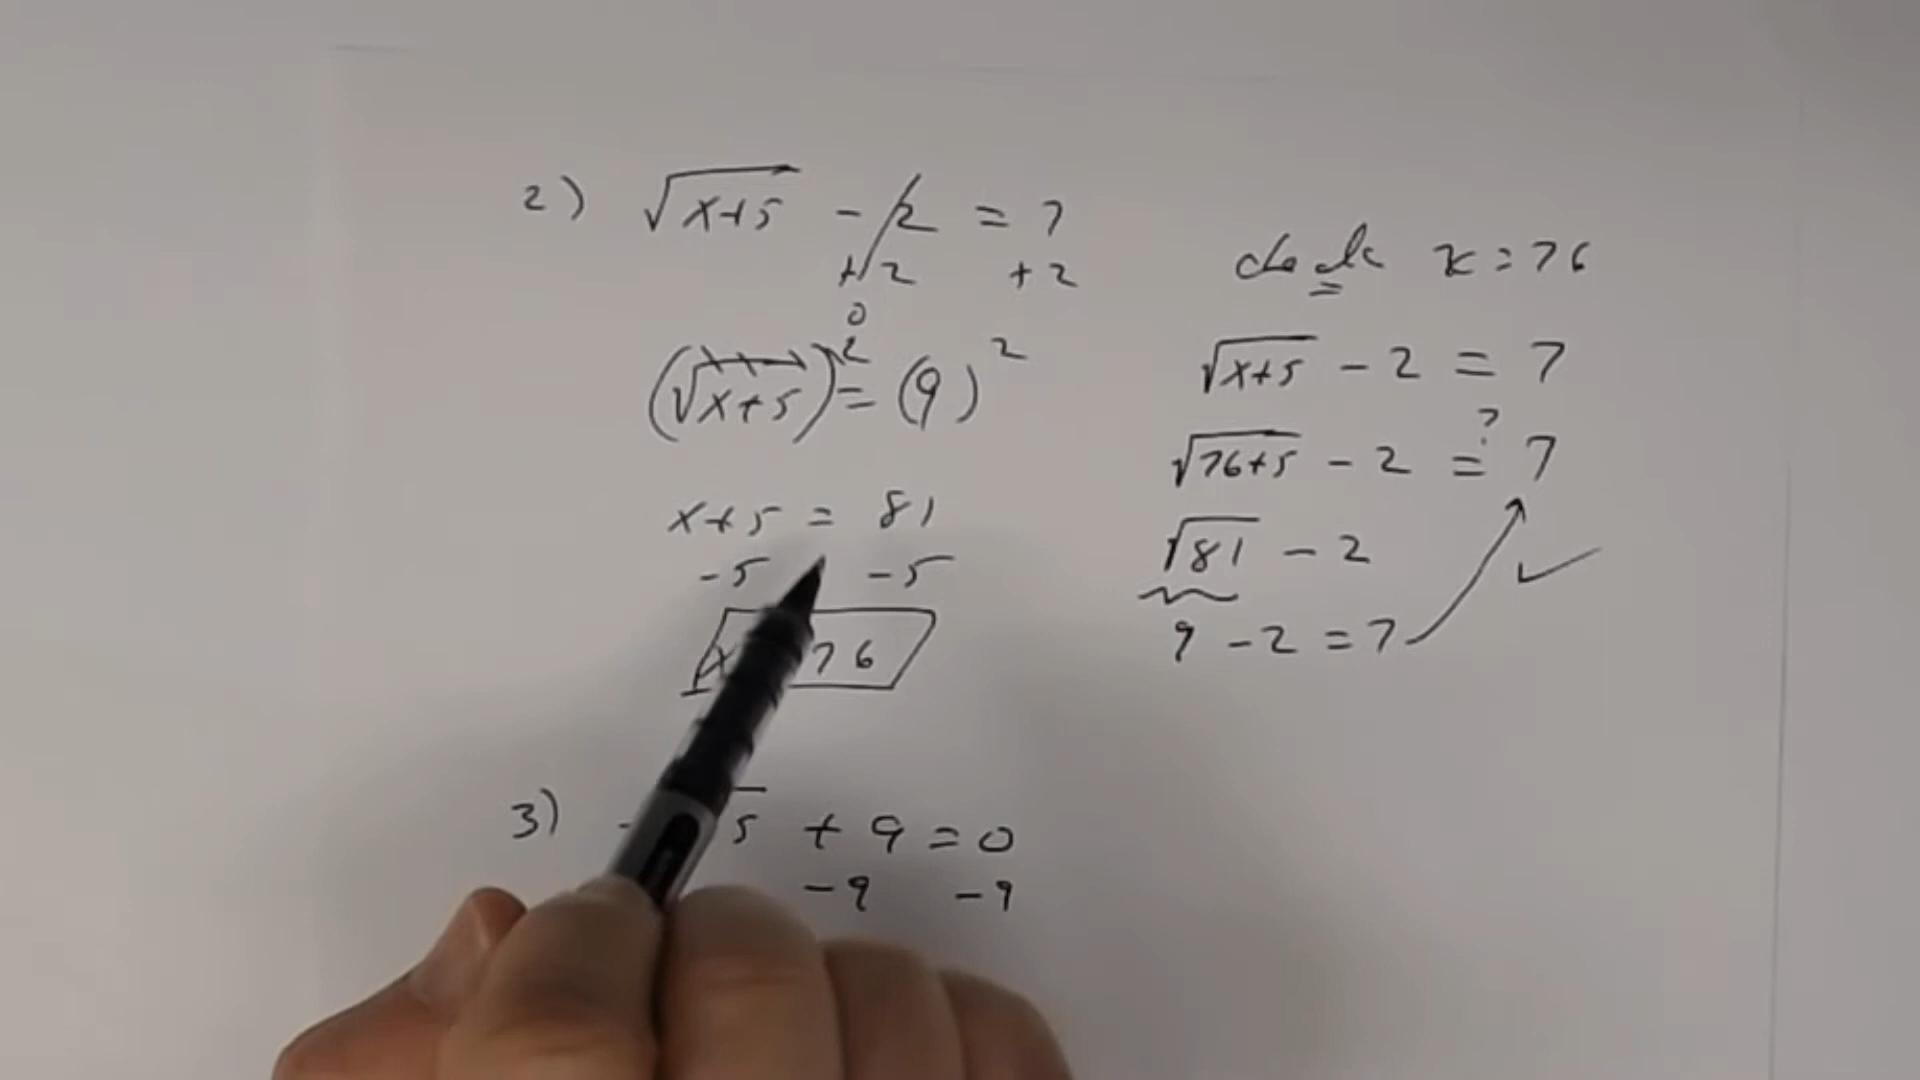 2) √x+5 - 2 = 7
+2 +2
0
(√x+5)² = (9)²
x+5 = 81
-5 -5
76
check x = 76
√x+5 - 2 = 7
√76+5 - 2 ?= 7
√81 - 2 ✓
9 - 2 = 7
3) 5 + 9 = 0
-9 -9